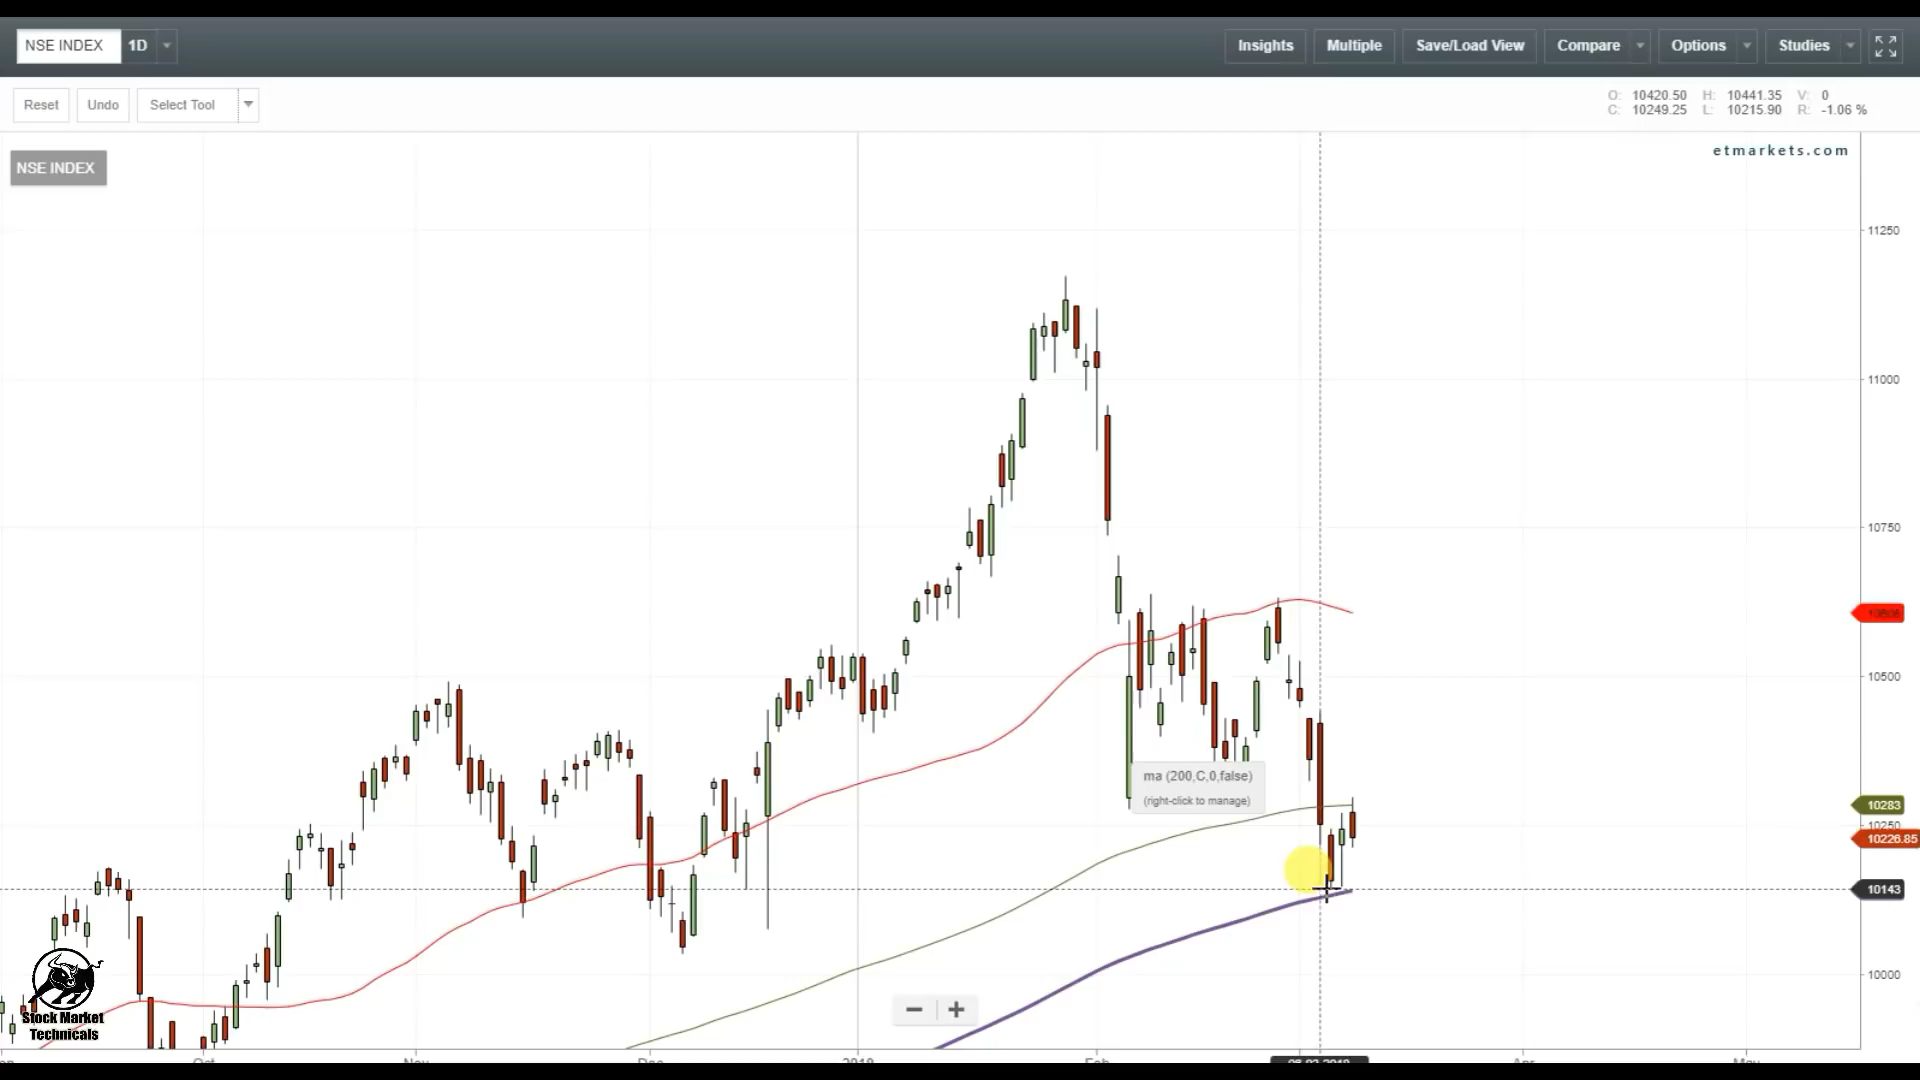 NSE INDEX 1D Insights Multiple Save/Load View Compare Options Studies
Reset Undo Select Tool
O: 10420.50 H: 10441.35 V: 0
C: 10249.25 L: 10215.90 R: -1.06 %
etmarkets.com
NSE INDEX
11250
11000
10750
10500
ma (200,C,0,false)
(right-click to manage)
10283
10250
10226.85
10143
10000
Stock Market
Technicals
− +
Oct Nov Dec 2018 Feb Apr May